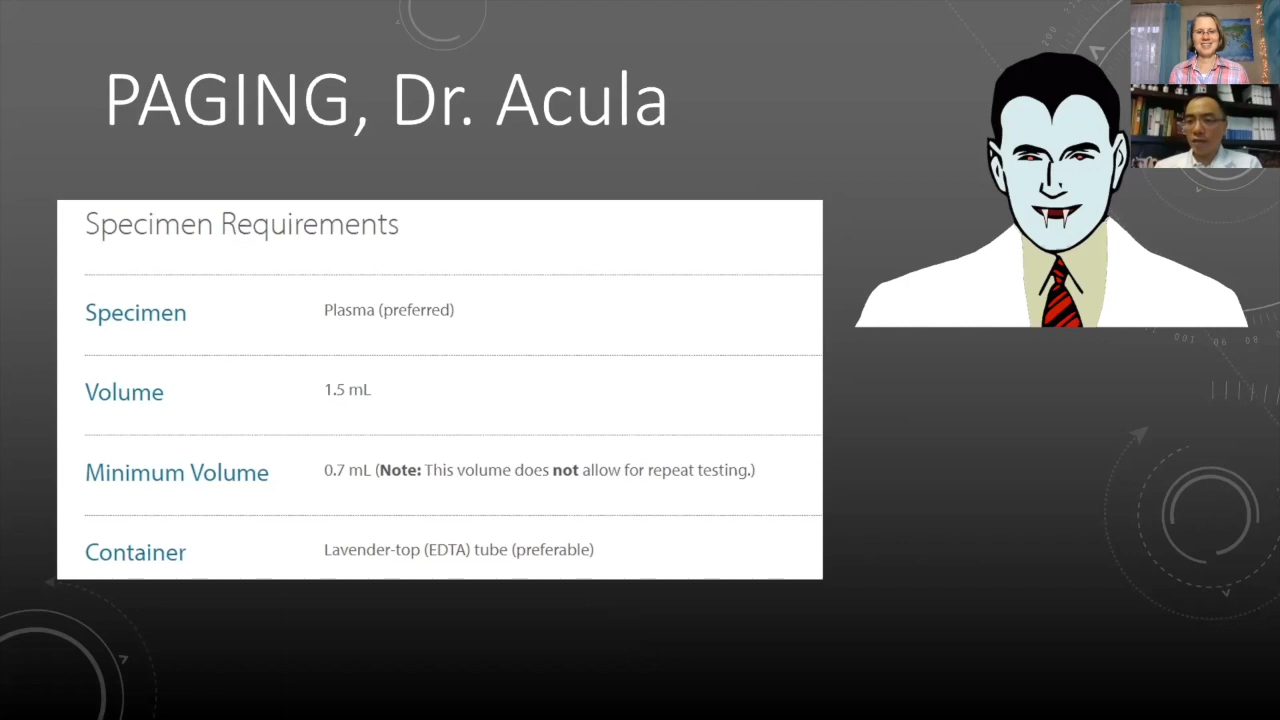 PAGING, Dr. Acula
Specimen Requirements
Specimen Plasma (preferred)
Volume 1.5 mL
Minimum Volume 0.7 mL (Note: This volume does not allow for repeat testing.)
Container Lavender-top (EDTA) tube (preferable)